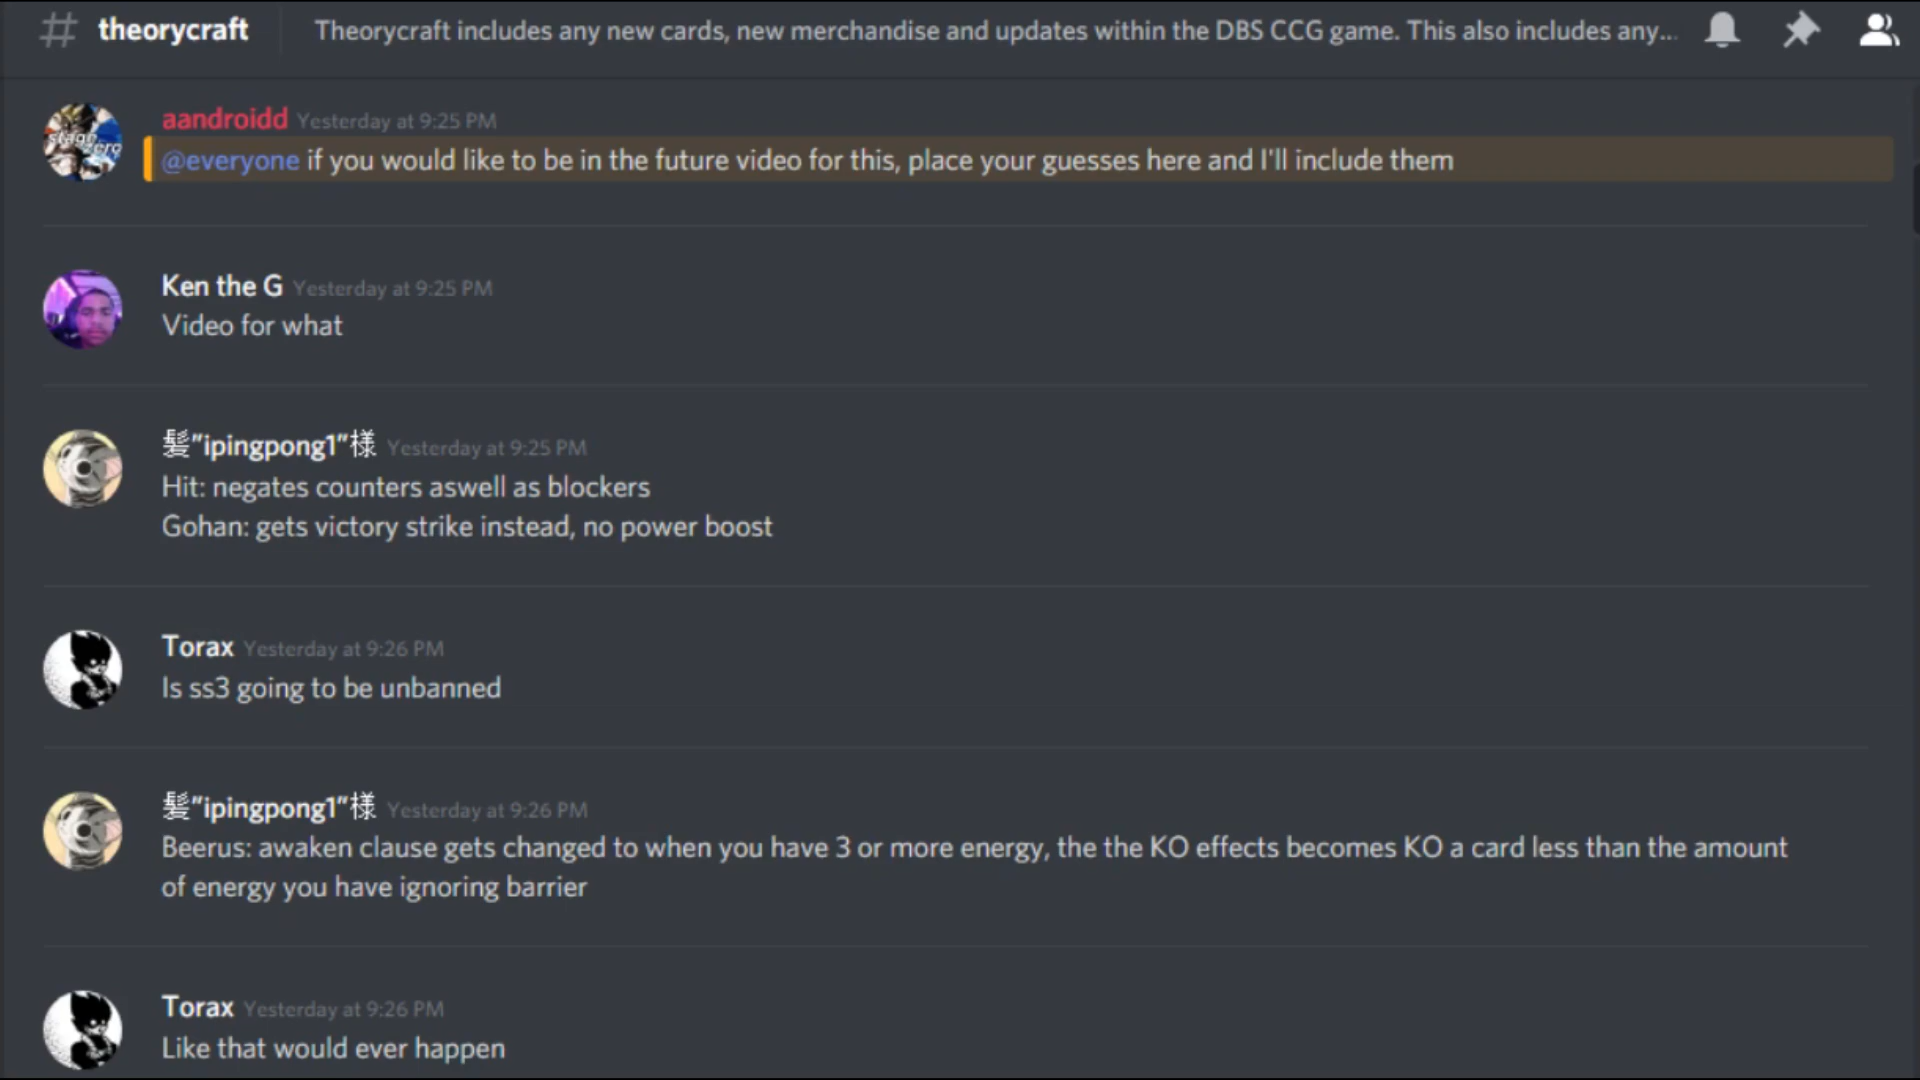 # theorycraft Theorycraft includes any new cards, new merchandise and updates within the DBS CCG game. This also includes any...
stage zero
aandroidd Yesterday at 9:25 PM
@everyone if you would like to be in the future video for this, place your guesses here and I'll include them
Ken the G Yesterday at 9:25 PM
Video for what
髪"ipingpong1"様 Yesterday at 9:25 PM
Hit: negates counters aswell as blockers
Gohan: gets victory strike instead, no power boost
Torax Yesterday at 9:26 PM
Is ss3 going to be unbanned
髪"ipingpong1"様 Yesterday at 9:26 PM
Beerus: awaken clause gets changed to when you have 3 or more energy, the the KO effects becomes KO a card less than the amount
of energy you have ignoring barrier
Torax Yesterday at 9:26 PM
Like that would ever happen